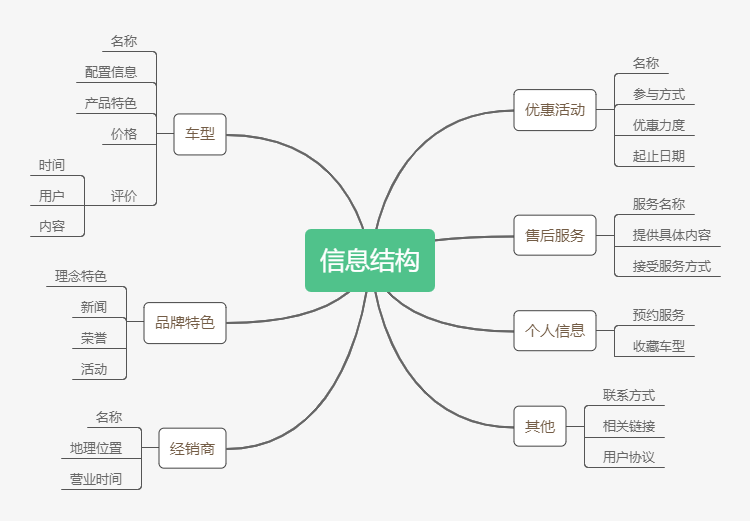 信息结构
车型
名称
配置信息
产品特色
价格
评价
时间
用户
内容
品牌特色
理念特色
新闻
荣誉
活动
经销商
名称
地理位置
营业时间
优惠活动
名称
参与方式
优惠力度
起止日期
售后服务
服务名称
提供具体内容
接受服务方式
个人信息
预约服务
收藏车型
其他
联系方式
相关链接
用户协议